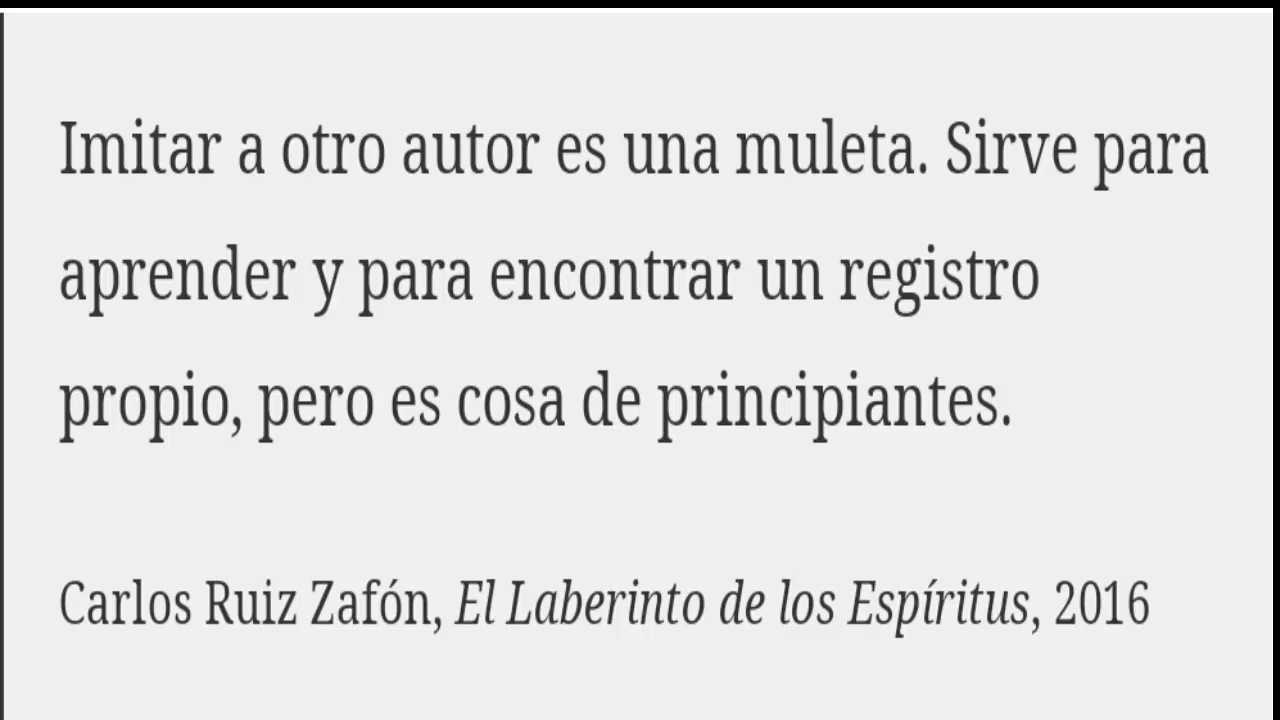 Imitar a otro autor es una muleta. Sirve para
aprender y para encontrar un registro
propio, pero es cosa de principiantes.
Carlos Ruiz Zafón, El Laberinto de los Espíritus, 2016